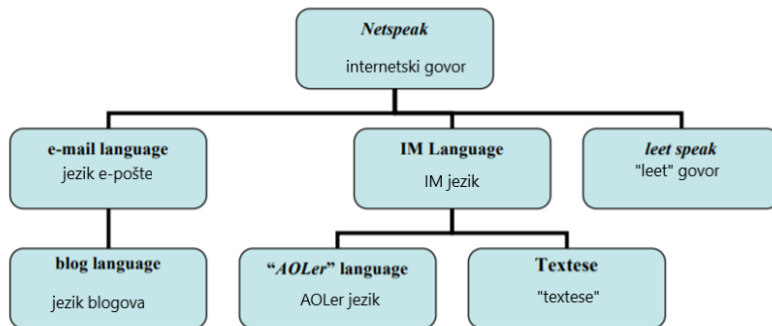 Netspeak
internetski govor
e-mail language
jezik e-pošte
IM Language
IM jezik
leet speak
"leet" govor
blog language
jezik blogova
“AOLer” language
AOLer jezik
Textese
"textese"